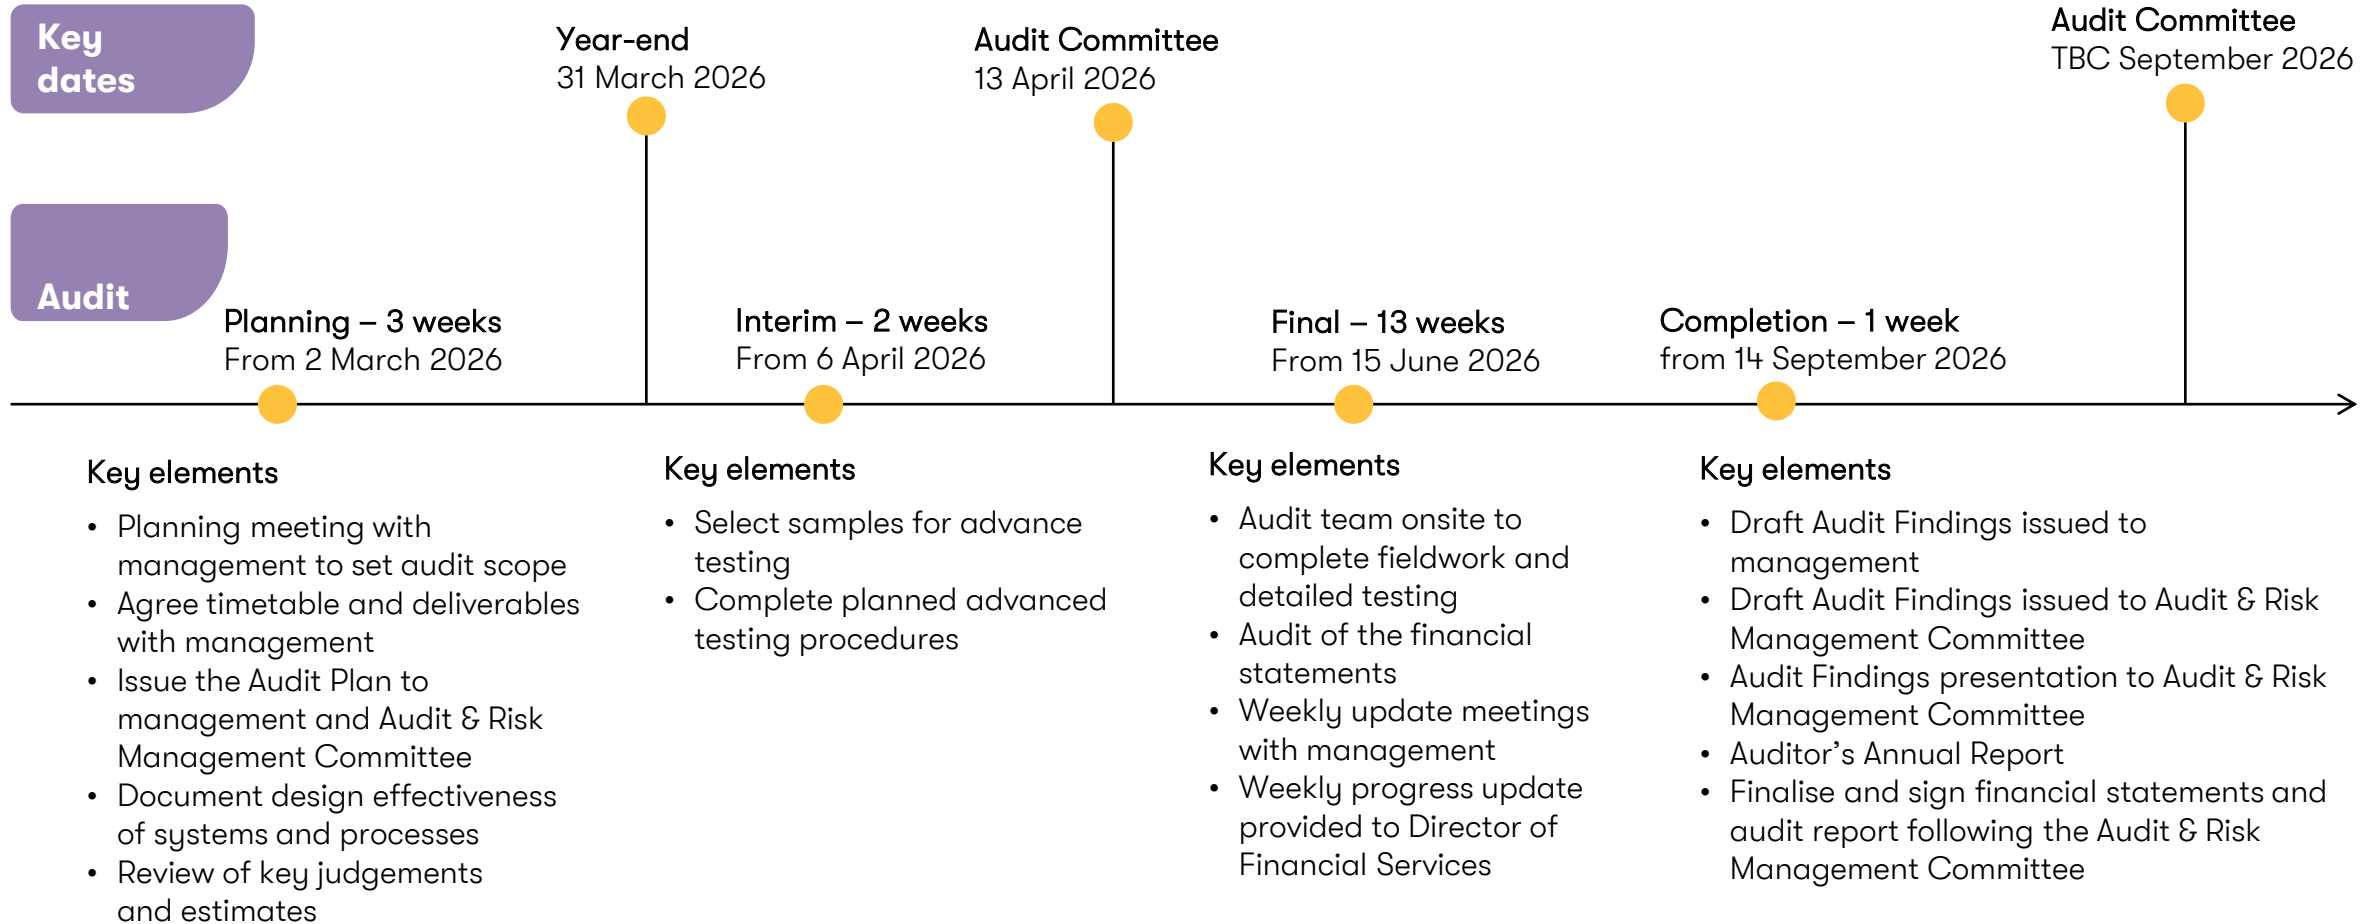 Key
dates
Year-end
31 March 2026
Audit Committee
13 April 2026
Audit Committee
TBC September 2026
Audit
Planning – 3 weeks
From 2 March 2026
Interim – 2 weeks
From 6 April 2026
Final – 13 weeks
From 15 June 2026
Completion – 1 week
from 14 September 2026
Key elements
• Planning meeting with
management to set audit scope
• Agree timetable and deliverables
with management
• Issue the Audit Plan to
management and Audit & Risk
Management Committee
• Document design effectiveness
of systems and processes
• Review of key judgements
and estimates
Key elements
• Select samples for advance
testing
• Complete planned advanced
testing procedures
Key elements
• Audit team onsite to
complete fieldwork and
detailed testing
• Audit of the financial
statements
• Weekly update meetings
with management
• Weekly progress update
provided to Director of
Financial Services
Key elements
• Draft Audit Findings issued to
management
• Draft Audit Findings issued to Audit & Risk
Management Committee
• Audit Findings presentation to Audit & Risk
Management Committee
• Auditor’s Annual Report
• Finalise and sign financial statements and
audit report following the Audit & Risk
Management Committee